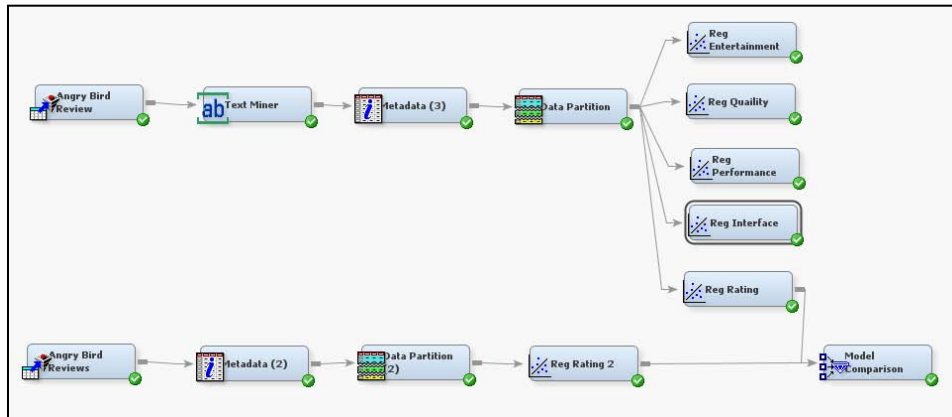 Angry Bird
Review
ab
Text Miner
Metadata (3)
Data Partition
Reg
Entertainment
Reg Quaility
Reg
Performance
Reg Interface
Reg Rating
Angry Bird
Reviews
Metadata (2)
Data Partition
(2)
Reg Rating 2
Model
Comparison